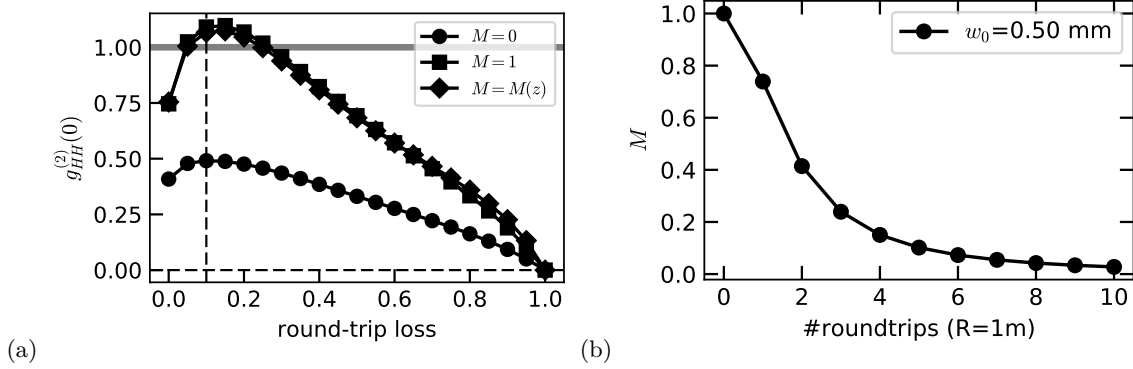 g_{HH}^{(2)}(0)
1.00
0.75
0.50
0.25
0.00
0.0 0.2 0.4 0.6 0.8 1.0
round-trip loss
M = 0
M = 1
M = M(z)
(a)
M
1.0
0.8
0.6
0.4
0.2
0.0
0 2 4 6 8 10
#roundtrips (R=1m)
w_0=0.50 mm
(b)